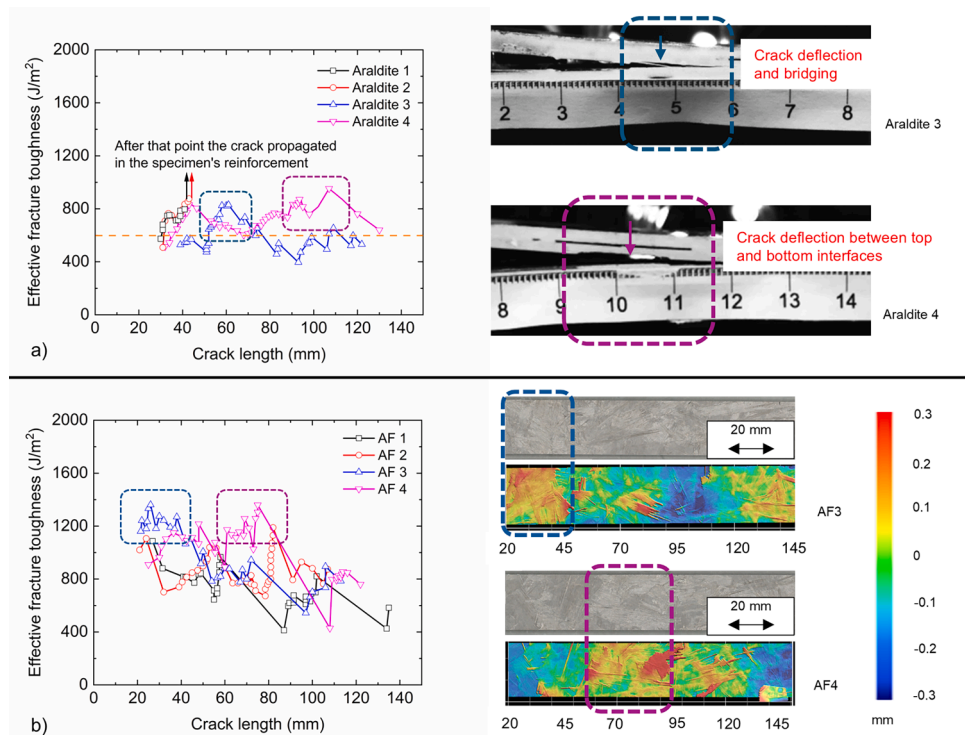 2000
1600
1200
800
400
0
Effective fracture toughness (J/m²)
Araldite 1
Araldite 2
Araldite 3
Araldite 4
After that point the crack propagated
in the specimen's reinforcement
0 20 40 60 80 100 120 140
Crack length (mm)
a)
2 3 4 5 6 7 8
Crack deflection
and bridging
Araldite 3
8 9 10 11 12 13 14
Crack deflection between top
and bottom interfaces
Araldite 4
2000
1600
1200
800
400
0
Effective fracture toughness (J/m²)
AF 1
AF 2
AF 3
AF 4
0 20 40 60 80 100 120 140
Crack length (mm)
b)
20 mm
AF3
20 45 70 95 120 145
20 mm
AF4
20 45 70 95 120 145
0.3
0.2
0.1
0
-0.1
-0.2
-0.3
mm